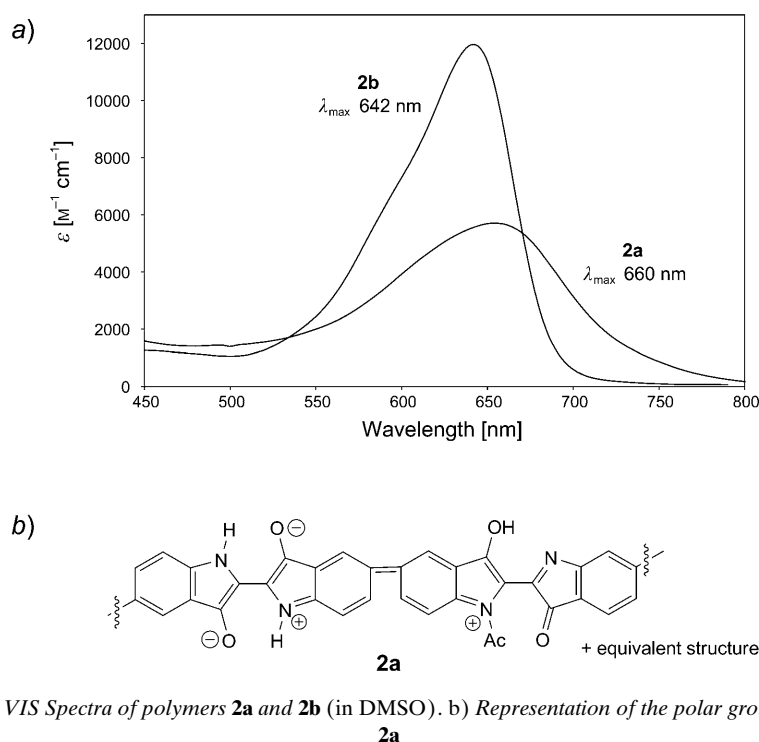 a)
12000
10000
8000
6000
4000
2000
0
ε [M⁻¹ cm⁻¹]
2b
λmax 642 nm
2a
λmax 660 nm
450 500 550 600 650 700 750 800
Wavelength [nm]
b)
H
O ⊖
OH
N
N
N
N
H
⊕
⊕
⊖ O
Ac
O
+ equivalent structure
2a
VIS Spectra of polymers 2a and 2b (in DMSO). b) Representation of the polar gro
2a